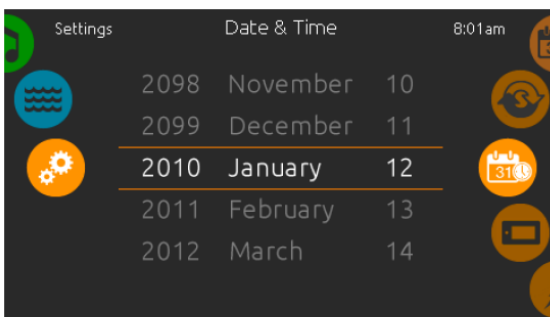 Settings Date & Time 8:01am
2098 November 10
2099 December 11
2010 January 12
31
2011 February 13
2012 March 14